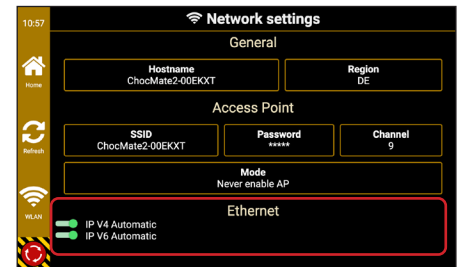 10:57
Network settings
General
Home
Hostname
ChocMate2-00EKXT
Region
DE
Access Point
Refresh
SSID
ChocMate2-00EKXT
Password
*****
Channel
9
Mode
Never enable AP
WLAN
Ethernet
IP V4 Automatic
IP V6 Automatic